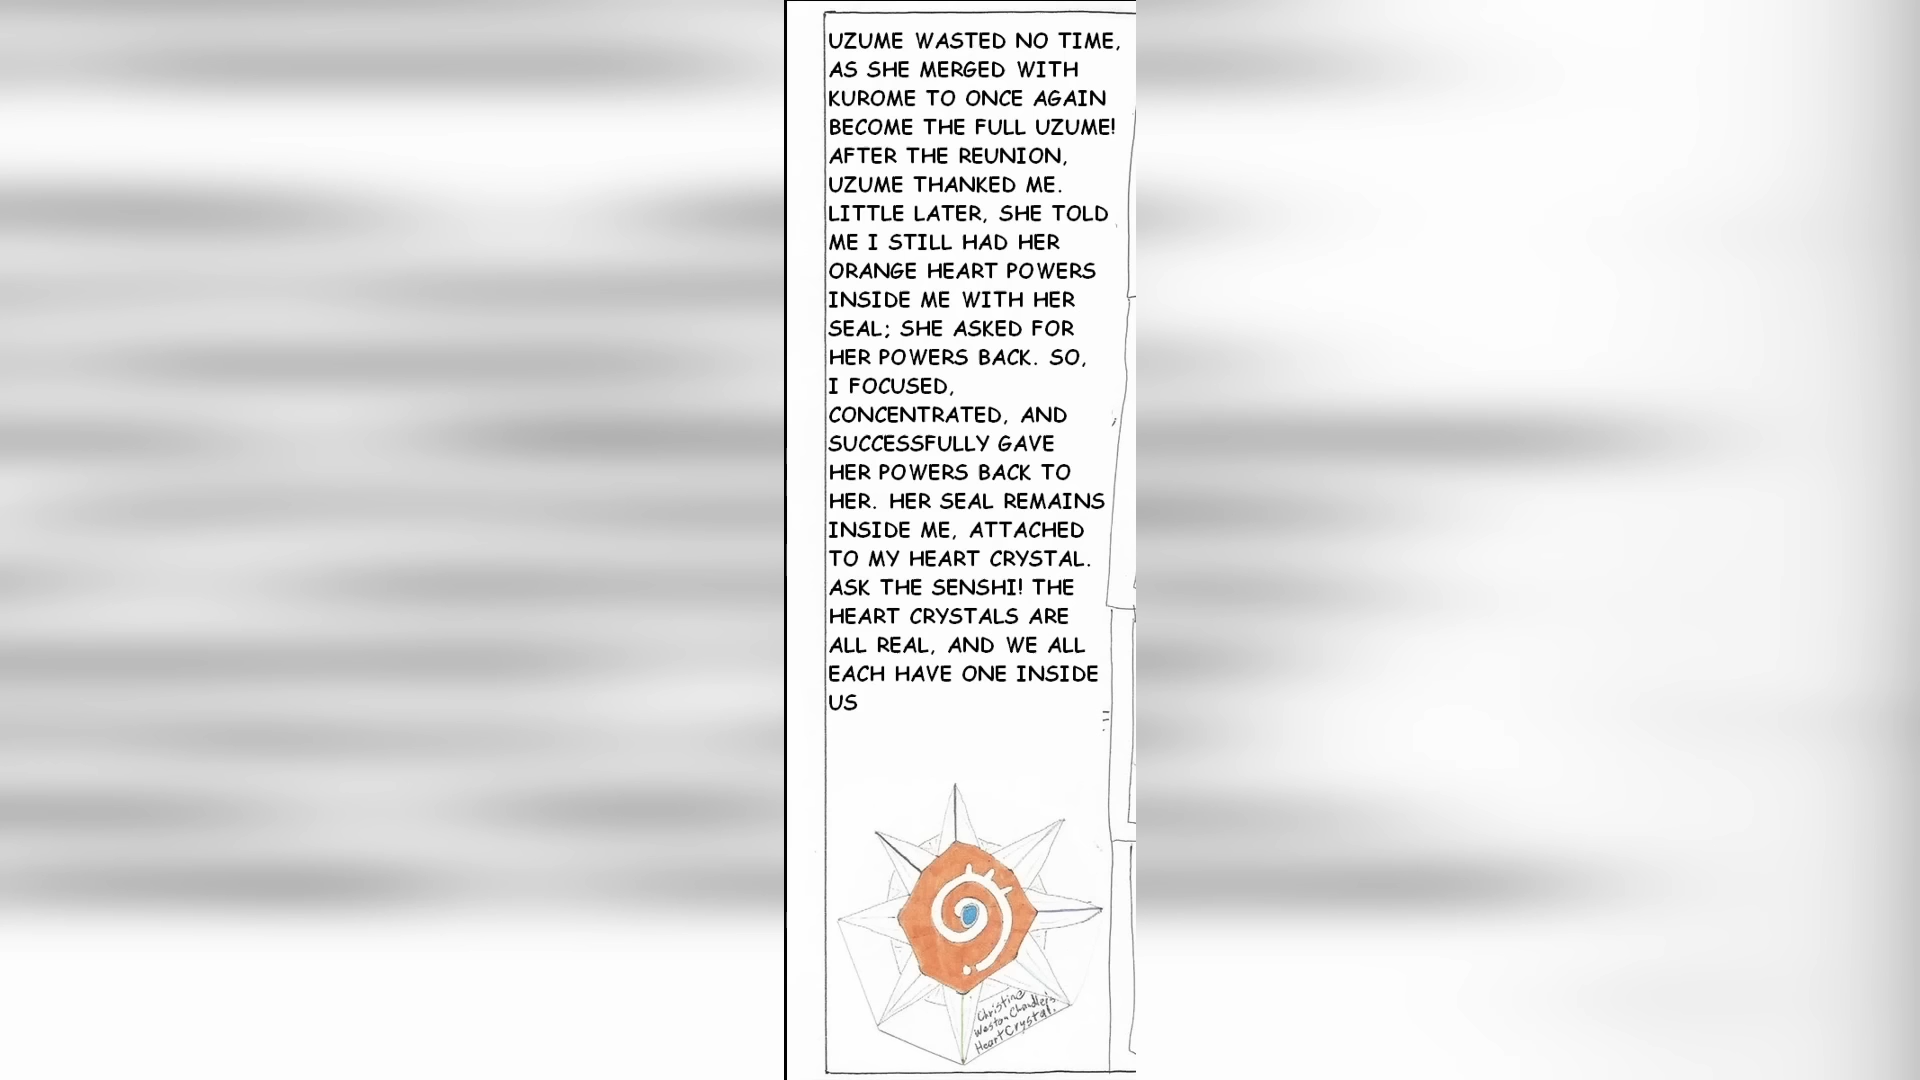 UZUME WASTED NO TIME,
AS SHE MERGED WITH
KUROME TO ONCE AGAIN
BECOME THE FULL UZUME!
AFTER THE REUNION,
UZUME THANKED ME.
LITTLE LATER, SHE TOLD
ME I STILL HAD HER
ORANGE HEART POWERS
INSIDE ME WITH HER
SEAL; SHE ASKED FOR
HER POWERS BACK. SO,
I FOCUSED,
CONCENTRATED, AND
SUCCESSFULLY GAVE
HER POWERS BACK TO
HER. HER SEAL REMAINS
INSIDE ME, ATTACHED
TO MY HEART CRYSTAL.
ASK THE SENSHI! THE
HEART CRYSTALS ARE
ALL REAL, AND WE ALL
EACH HAVE ONE INSIDE
US
Christine
Weston Chandler's
Heart Crystal.